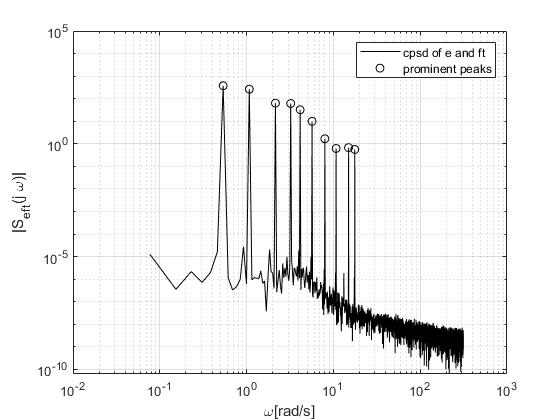 cpsd of e and ft
prominent peaks
|S_eft(j ω)|
10^5
10^0
10^-5
10^-10
10^-2 10^-1 10^0 10^1 10^2 10^3
ω[rad/s]